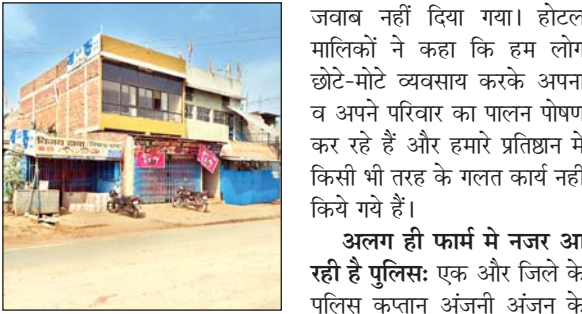 विजय ढाबा
जवाब नहीं दिया गया। होटल
मालिकों ने कहा कि हम लोग
छोटे-मोटे व्यवसाय करके अपना
व अपने परिवार का पालन पोषण
कर रहे हैं और हमारे प्रतिष्ठान मे
किसी भी तरह के गलत कार्य नहीं
किये गये हैं।
अलग ही फार्म मे नजर आ
रही है पुलिसः एक और जिले के
पुलिस कप्तान अंजनी अंजन के